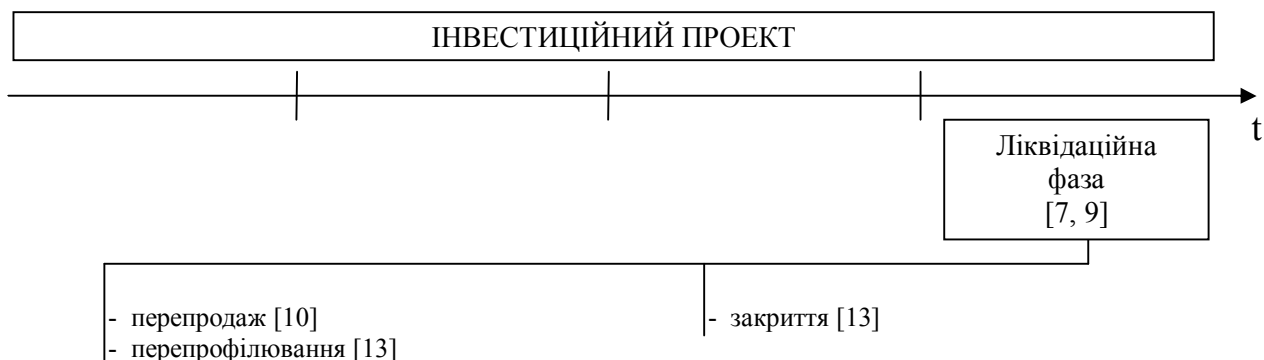 ІНВЕСТИЦІЙНИЙ ПРОЕКТ
t
Ліквідаційна
фаза
[7, 9]
- перепродаж [10]
- перепрофілювання [13]
- закриття [13]